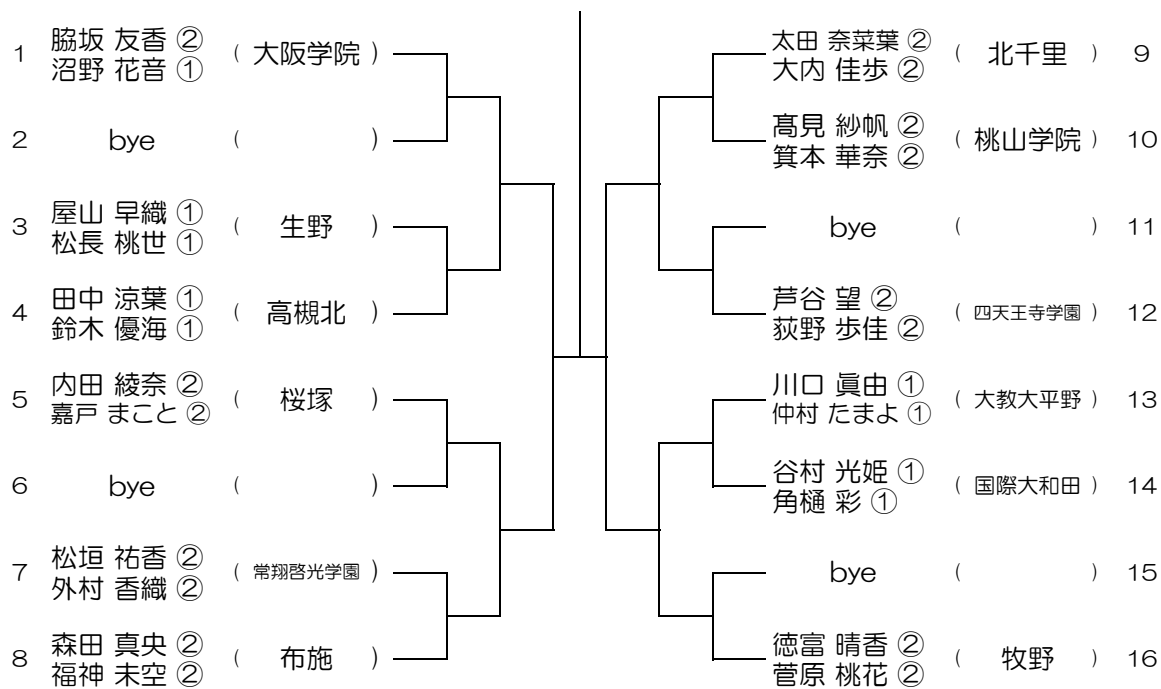 1 脇坂 友香 ② ( 大阪学院 )
沼野 花音 ①
2 bye ( )
3 屋山 早織 ① ( 生野 )
松長 桃世 ①
4 田中 涼葉 ① ( 高槻北 )
鈴木 優海 ①
5 内田 綾奈 ② ( 桜塚 )
嘉戸 まこと ②
6 bye ( )
7 松垣 祐香 ② ( 常翔啓光学園 )
外村 香織 ②
8 森田 真央 ② ( 布施 )
福神 未空 ②
太田 奈菜葉 ② ( 北千里 ) 9
大内 佳歩 ②
髙見 紗帆 ② ( 桃山学院 ) 10
箕本 華奈 ②
bye ( ) 11
芦谷 望 ② ( 四天王寺学園 ) 12
荻野 歩佳 ②
川口 眞由 ① ( 大教大平野 ) 13
仲村 たまよ ①
谷村 光姫 ① ( 国際大和田 ) 14
角樋 彩 ①
bye ( ) 15
徳富 晴香 ② ( 牧野 ) 16
菅原 桃花 ②